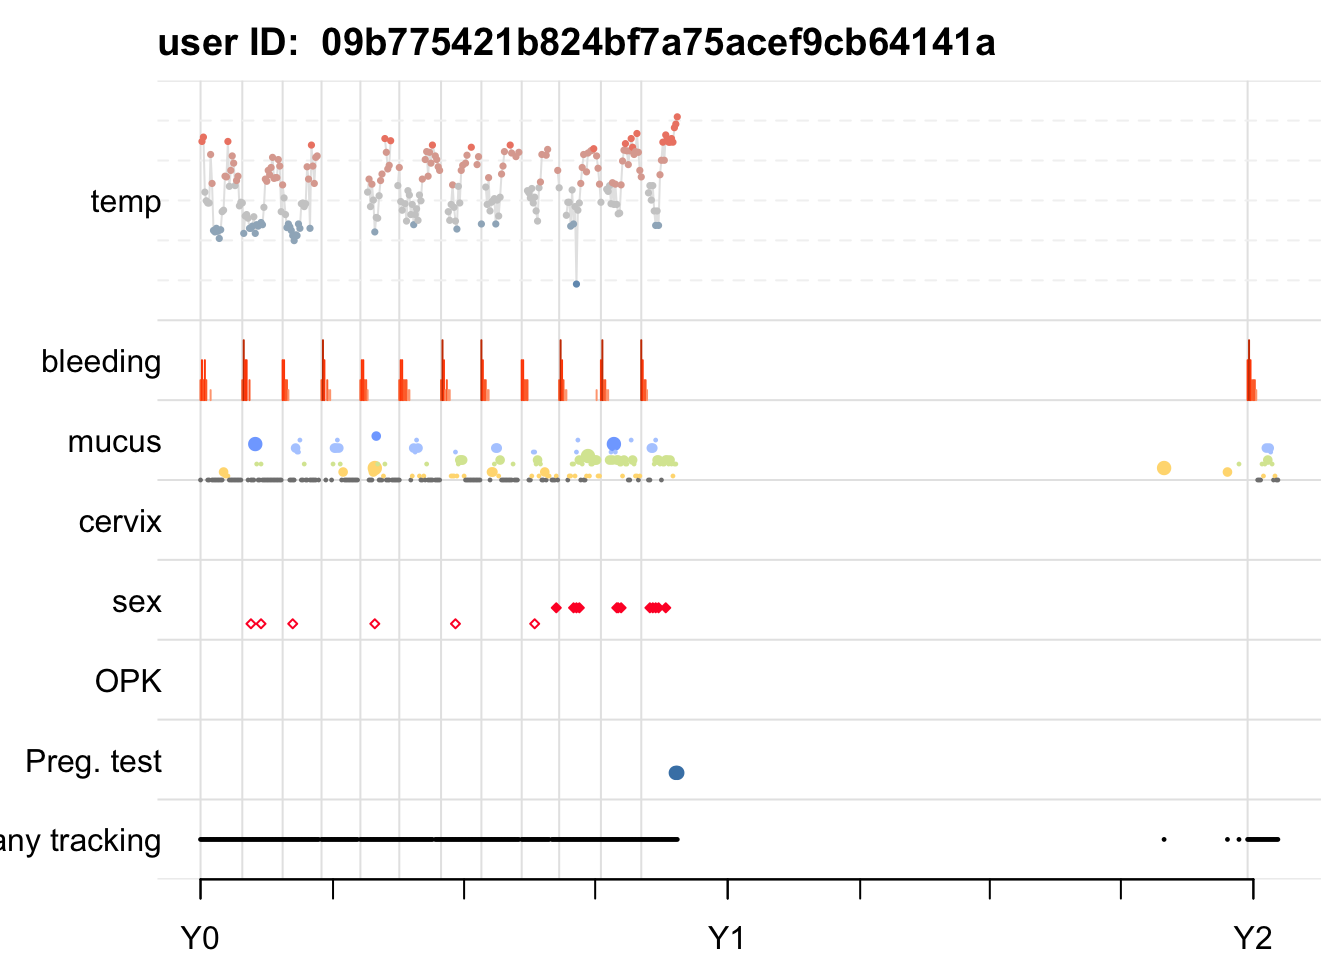 user ID:  09b775421b824bf7a75acef9cb64141a
temp
bleeding
mucus
cervix
sex
OPK
Preg. test
any tracking
Y0 Y1 Y2